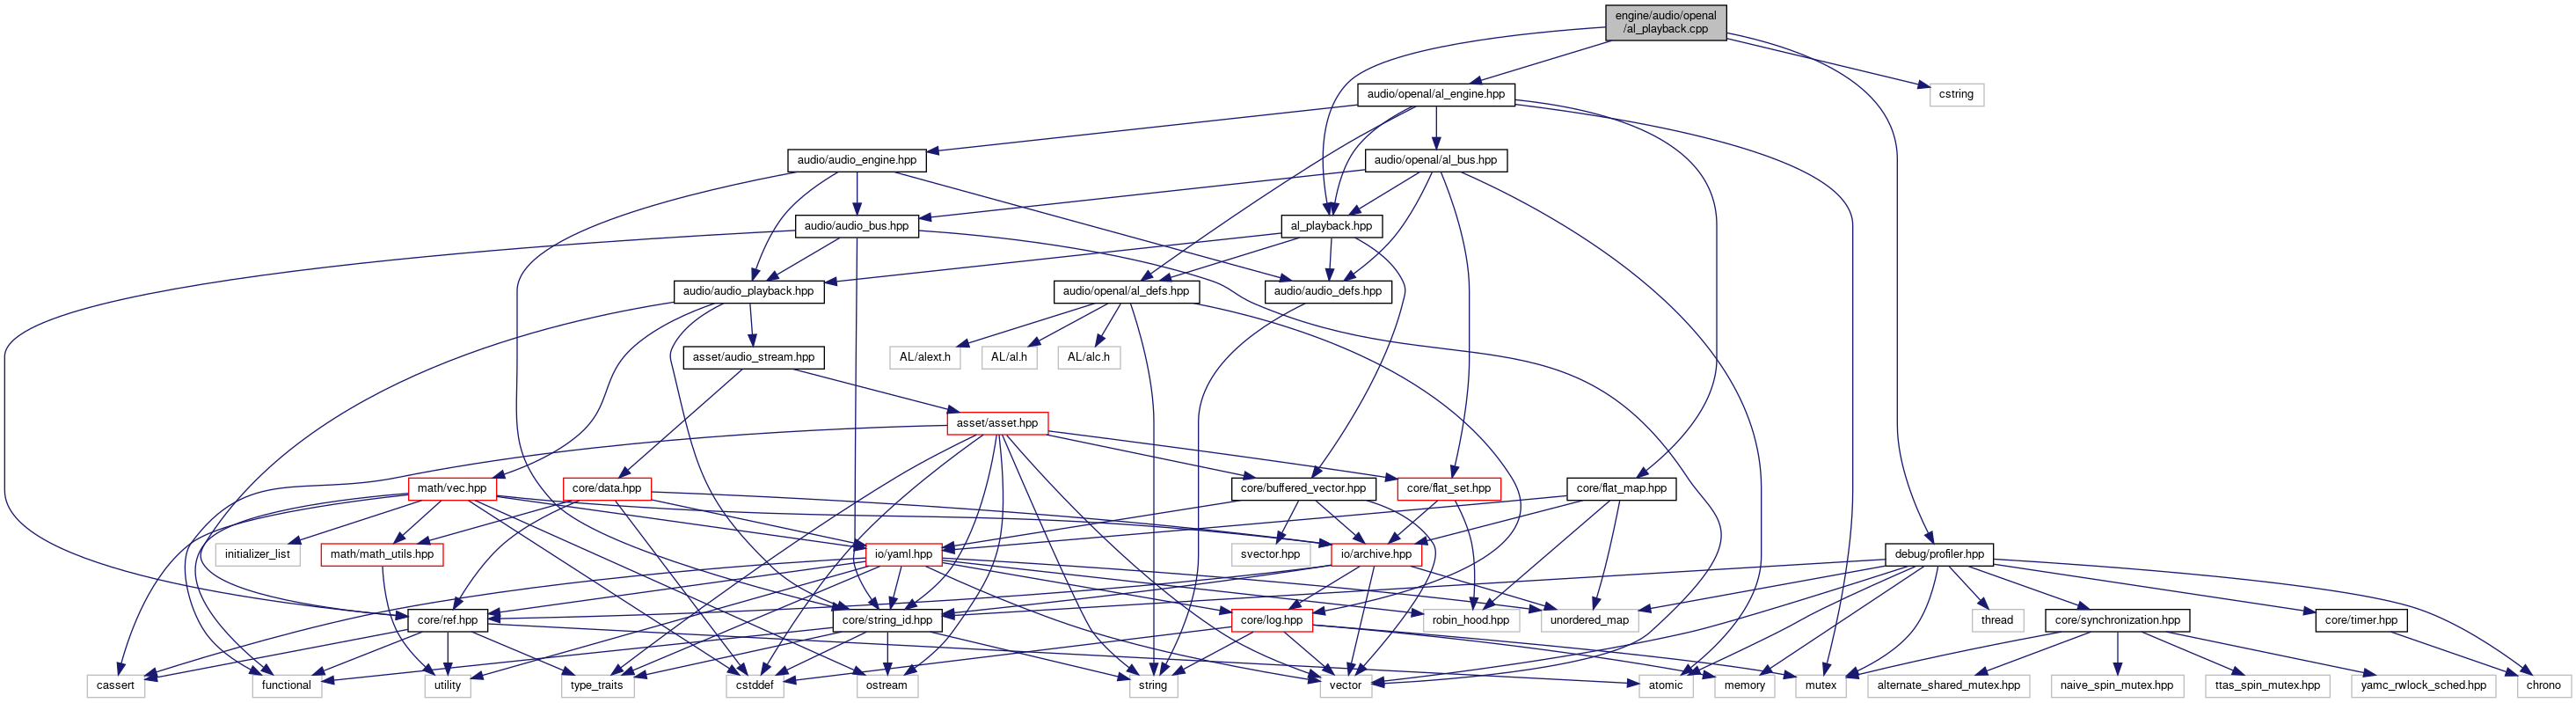 engine/audio/openal
/al_playback.cpp
audio/openal/al_engine.hpp
cstring
audio/audio_engine.hpp
audio/openal/al_bus.hpp
audio/audio_bus.hpp
al_playback.hpp
audio/audio_playback.hpp
audio/openal/al_defs.hpp
audio/audio_defs.hpp
asset/audio_stream.hpp
AL/alext.h
AL/al.h
AL/alc.h
asset/asset.hpp
math/vec.hpp
core/data.hpp
core/buffered_vector.hpp
core/flat_set.hpp
core/flat_map.hpp
initializer_list
math/math_utils.hpp
io/yaml.hpp
svector.hpp
io/archive.hpp
debug/profiler.hpp
core/ref.hpp
core/string_id.hpp
core/log.hpp
robin_hood.hpp
unordered_map
thread
core/synchronization.hpp
core/timer.hpp
cassert
functional
utility
type_traits
cstddef
ostream
string
vector
atomic
memory
mutex
alternate_shared_mutex.hpp
naive_spin_mutex.hpp
ttas_spin_mutex.hpp
yamc_rwlock_sched.hpp
chrono